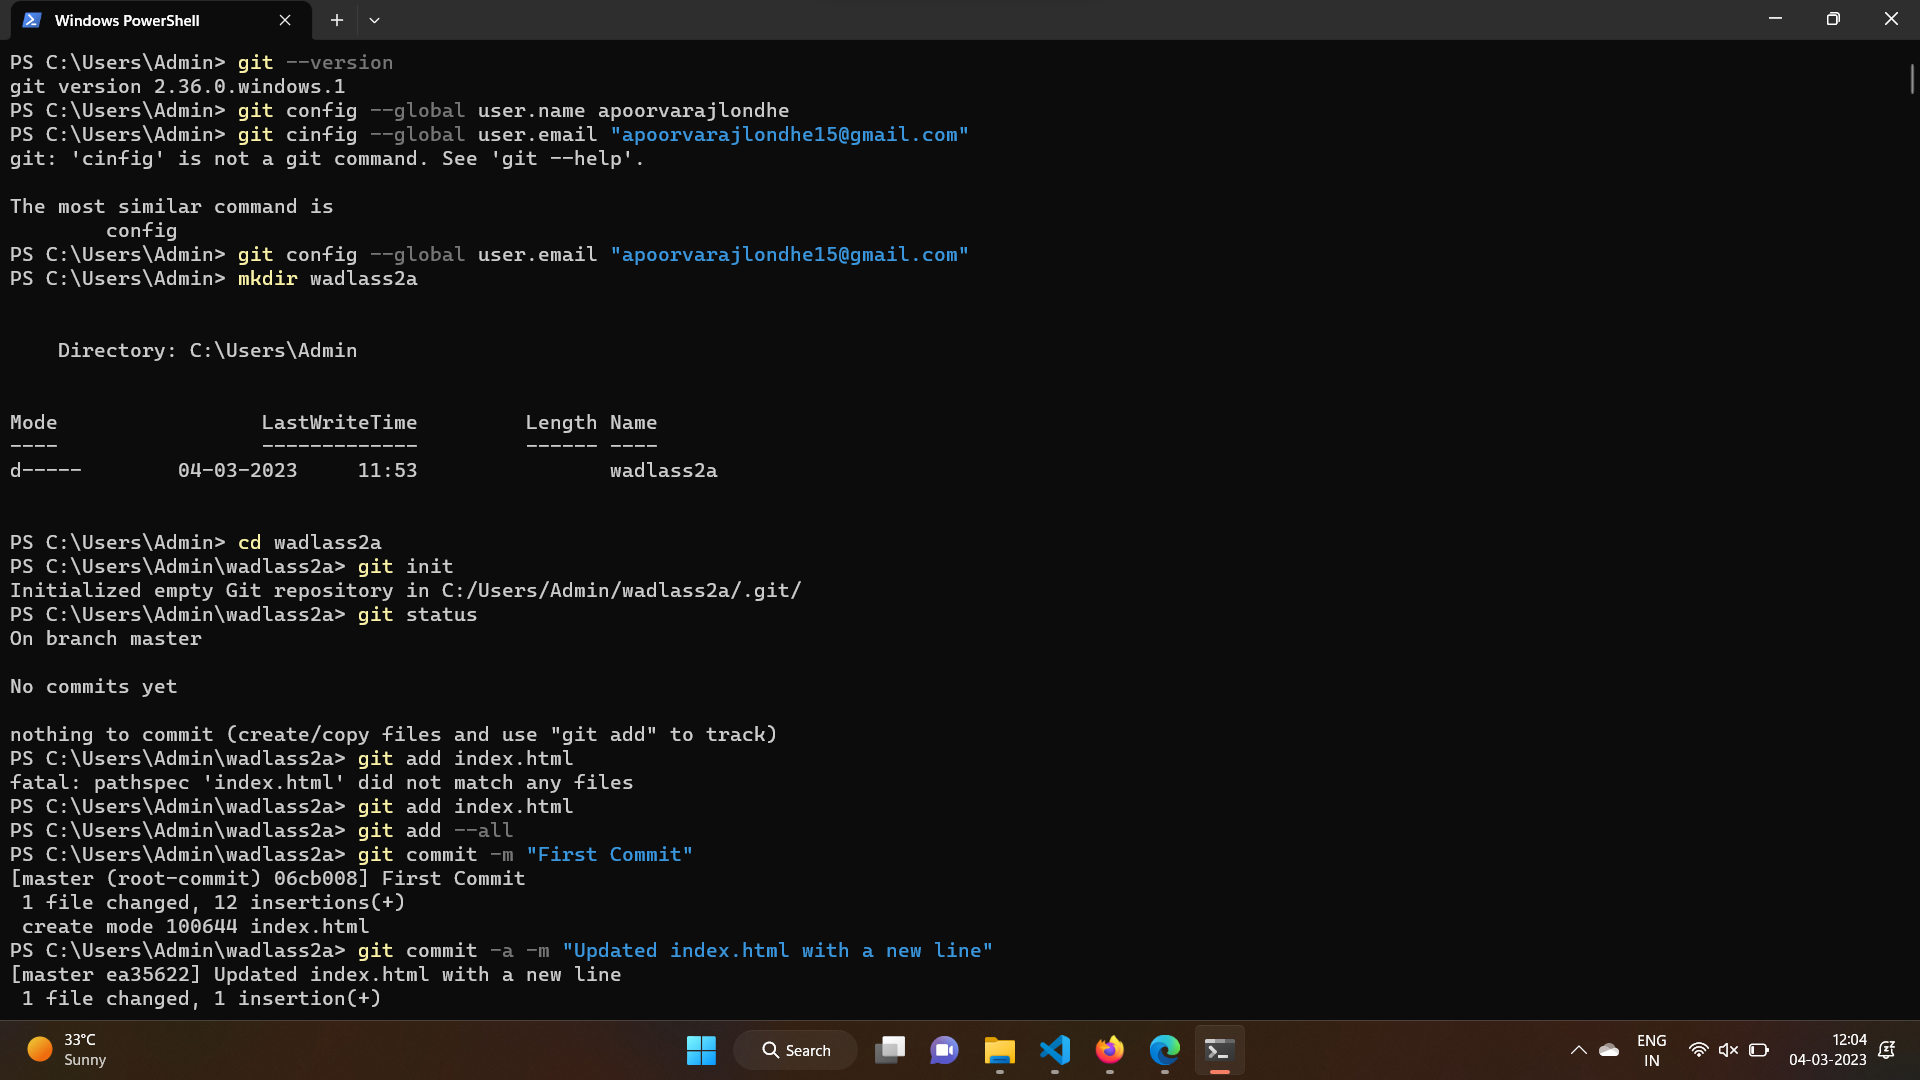 Windows PowerShell
PS C:\Users\Admin> git --version
git version 2.36.0.windows.1
PS C:\Users\Admin> git config --global user.name apoorvarajlondhe
PS C:\Users\Admin> git cinfig --global user.email "apoorvarajlondhe15@gmail.com"
git: 'cinfig' is not a git command. See 'git --help'.
The most similar command is
config
PS C:\Users\Admin> git config --global user.email "apoorvarajlondhe15@gmail.com"
PS C:\Users\Admin> mkdir wadlass2a
Directory: C:\Users\Admin
Mode LastWriteTime Length Name
---- ------------- ------ ----
d----- 04-03-2023 11:53 wadlass2a
PS C:\Users\Admin> cd wadlass2a
PS C:\Users\Admin\wadlass2a> git init
Initialized empty Git repository in C:/Users/Admin/wadlass2a/.git/
PS C:\Users\Admin\wadlass2a> git status
On branch master
No commits yet
nothing to commit (create/copy files and use "git add" to track)
PS C:\Users\Admin\wadlass2a> git add index.html
fatal: pathspec 'index.html' did not match any files
PS C:\Users\Admin\wadlass2a> git add index.html
PS C:\Users\Admin\wadlass2a> git add --all
PS C:\Users\Admin\wadlass2a> git commit -m "First Commit"
[master (root-commit) 06cb008] First Commit
1 file changed, 12 insertions(+)
create mode 100644 index.html
PS C:\Users\Admin\wadlass2a> git commit -a -m "Updated index.html with a new line"
[master ea35622] Updated index.html with a new line
1 file changed, 1 insertion(+)
33°C
Sunny
Search
ENG
IN
12:04
04-03-2023